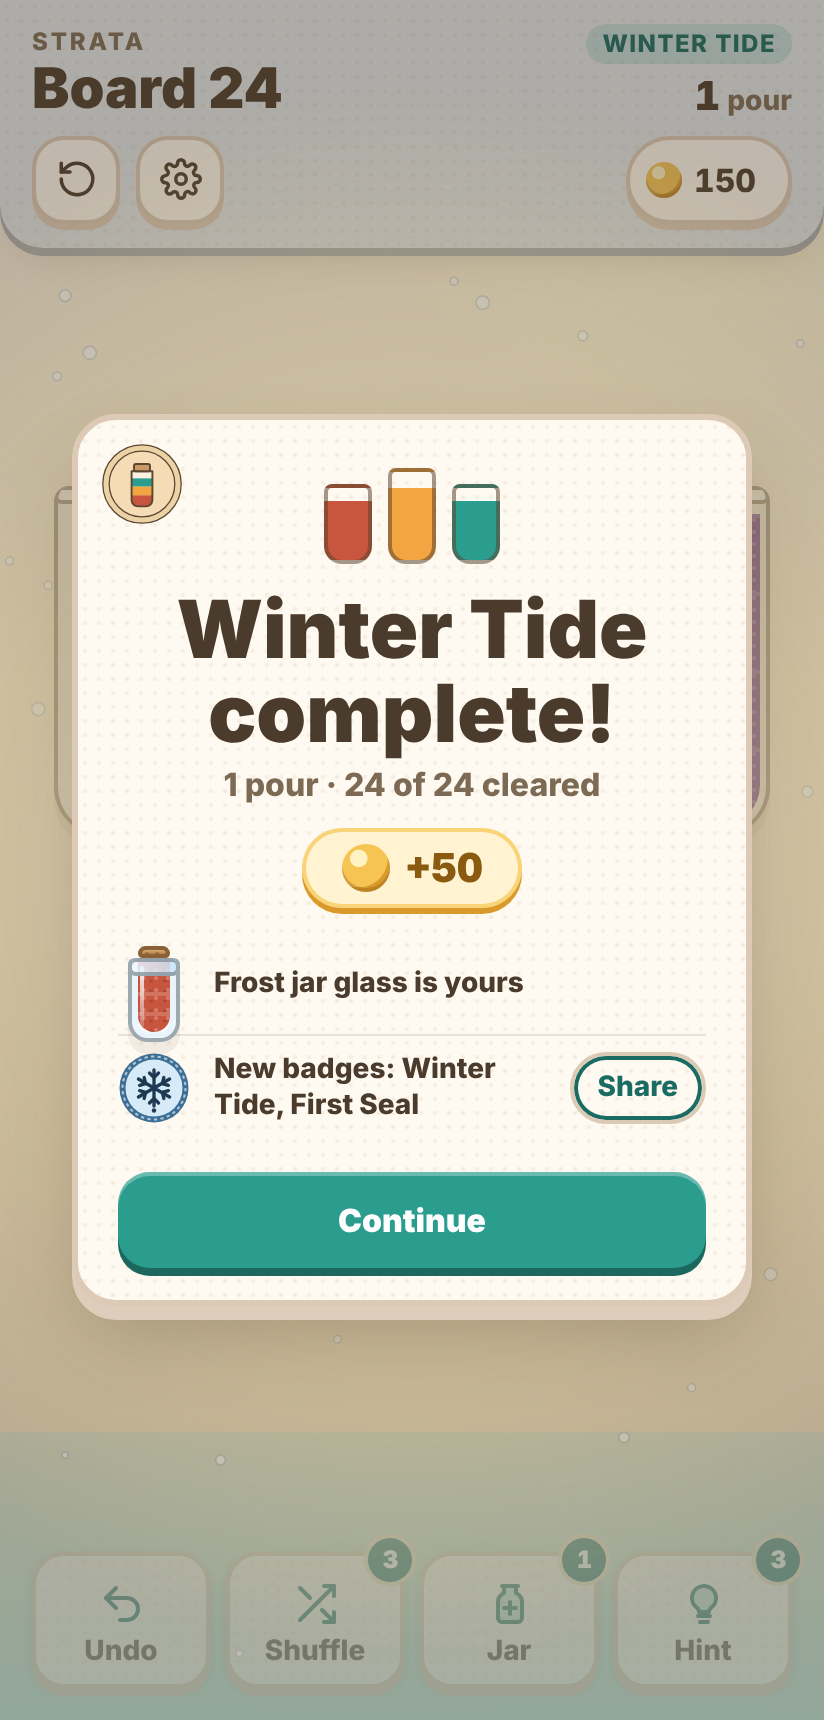 STRATA
WINTER TIDE
Board 24
1 pour
150
Winter Tide
complete!
1 pour · 24 of 24 cleared
+50
Frost jar glass is yours
New badges: Winter
Tide, First Seal
Share
Continue
3
1
3
Undo
Shuffle
Jar
Hint